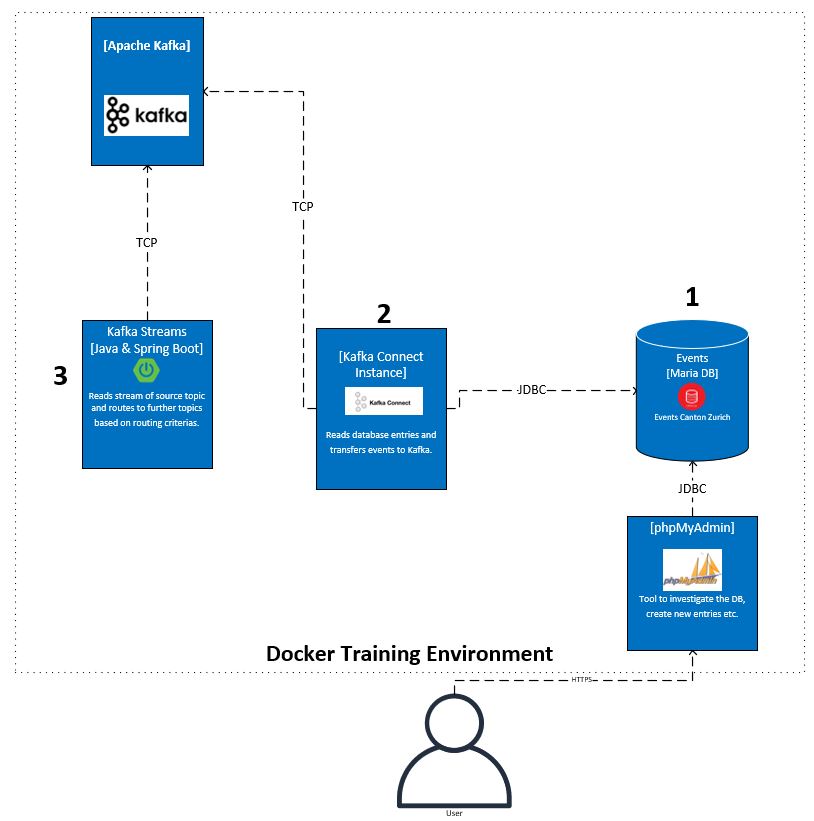 [Apache Kafka]
kafka
TCP
TCP
3
Kafka Streams
[Java & Spring Boot]
Reads stream of source topic
and routes to further topics
based on routing criterias.
2
[Kafka Connect
Instance]
Kafka Connect
Reads database entries and
transfers events to Kafka.
JDBC
1
Events
[Maria DB]
Events Canton Zurich
JDBC
[phpMyAdmin]
phpMyAdmin
Tool to investigate the DB,
create new entries etc.
Docker Training Environment
HTTPS
User